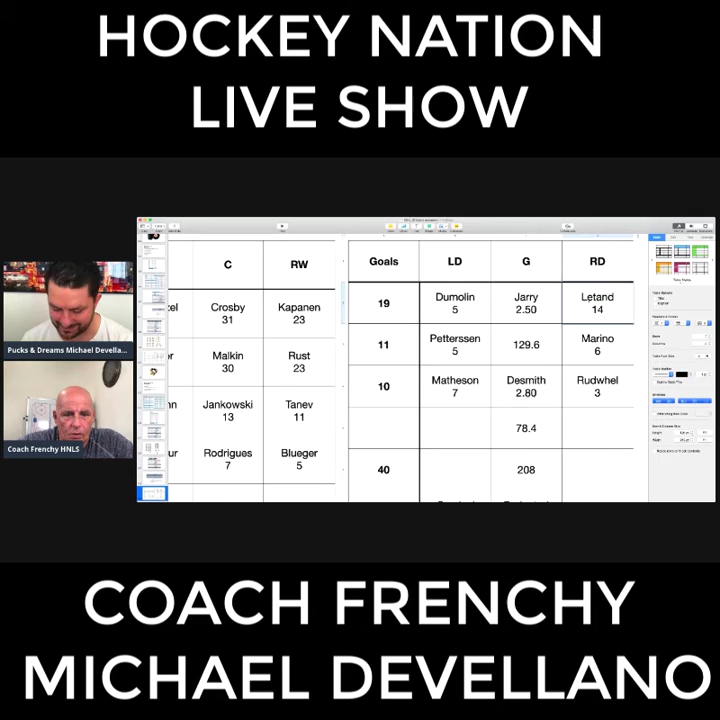 HOCKEY NATION
LIVE SHOW
C RW
Crosby Kapanen
31 23
Malkin Rust
30 23
Jankowski Tanev
13 11
Rodrigues Blueger
7 5
Goals LD G RD
19 Dumolin Jarry Letand
5 2.50 14
11 Petterssen 129.6 Marino
5 6
10 Matheson Desmith Rudwhel
7 2.80 3
78.4
40 208
Pucks & Dreams Michael Devella...
Coach Frenchy HNLS
COACH FRENCHY
MICHAEL DEVELLANO